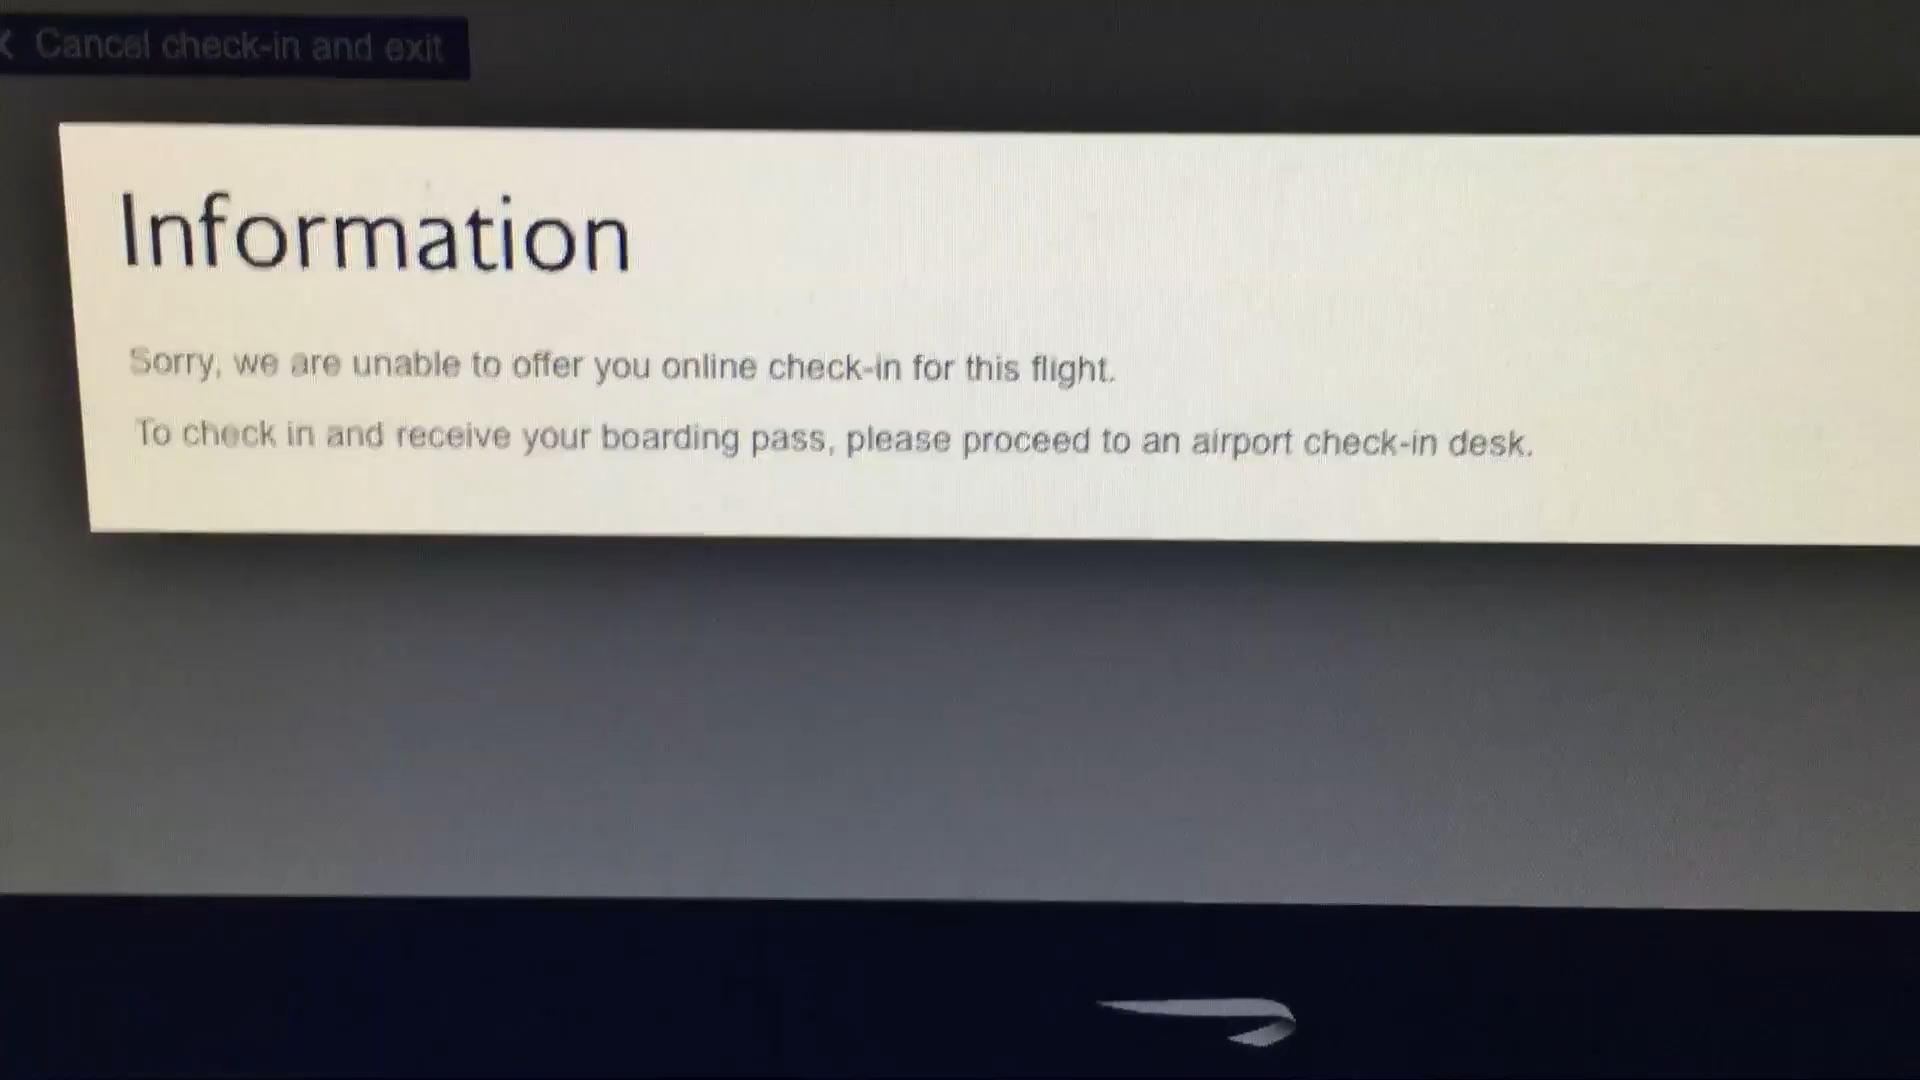 Cancel check-in and exit
Information
Sorry, we are unable to offer you online check-in for this flight.
To check in and receive your boarding pass, please proceed to an airport check-in desk.